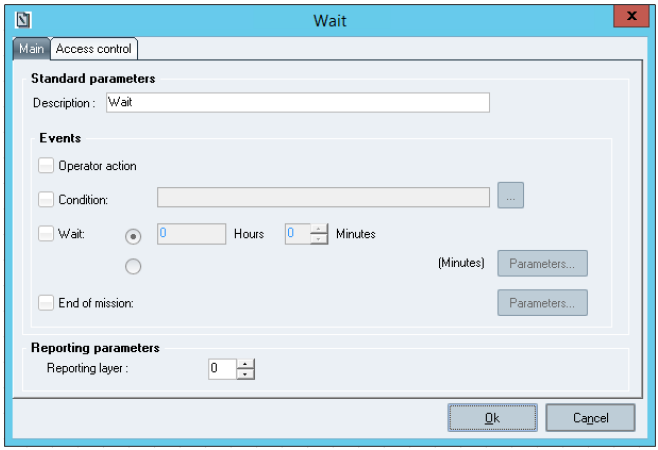 Wait
x
Main Access control
Standard parameters
Description : Wait
Events
Operator action
Condition: ...
Wait: 0 Hours 0 Minutes
(Minutes) Parameters...
End of mission: Parameters...
Reporting parameters
Reporting layer : 0
Ok Cancel